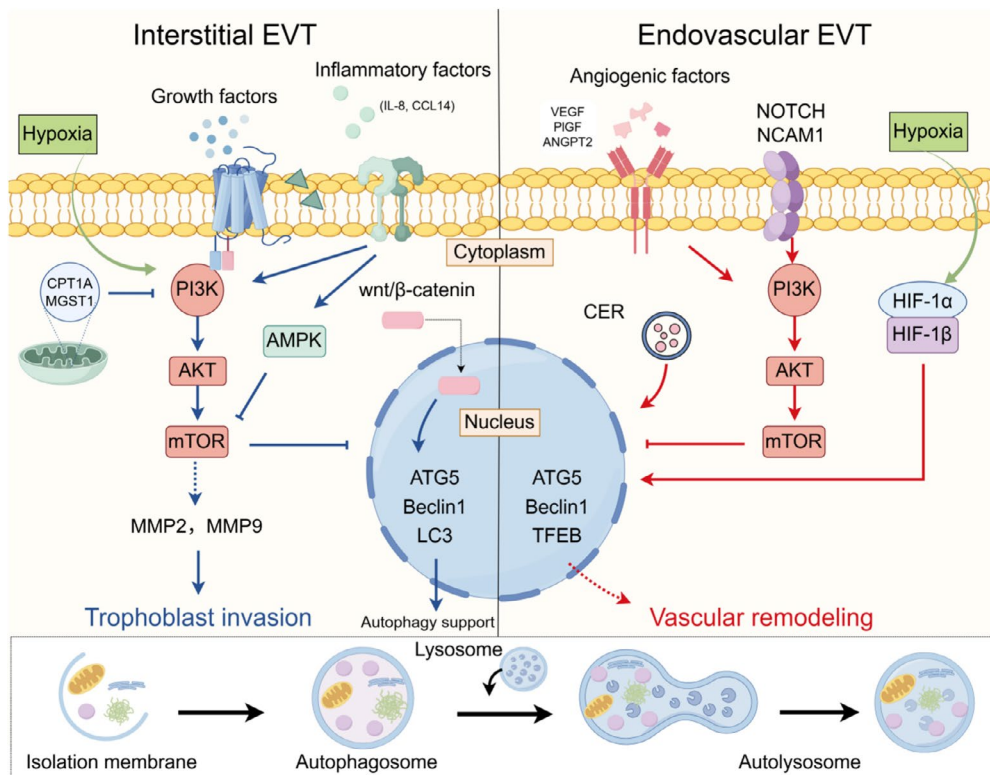 Interstitial EVT
Inflammatory factors
(IL-8, CCL14)
Growth factors
Hypoxia
CPT1A
MGST1
PI3K
AKT
mTOR
AMPK
wnt/β-catenin
MMP2，MMP9
Trophoblast invasion
Cytoplasm
Nucleus
ATG5
Beclin1
LC3
Autophagy support
Endovascular EVT
Angiogenic factors
VEGF
PIGF
ANGPT2
NOTCH
NCAM1
Hypoxia
CER
PI3K
AKT
mTOR
HIF-1α
HIF-1β
ATG5
Beclin1
TFEB
Vascular remodeling
Lysosome
Isolation membrane
Autophagosome
Autolysosome